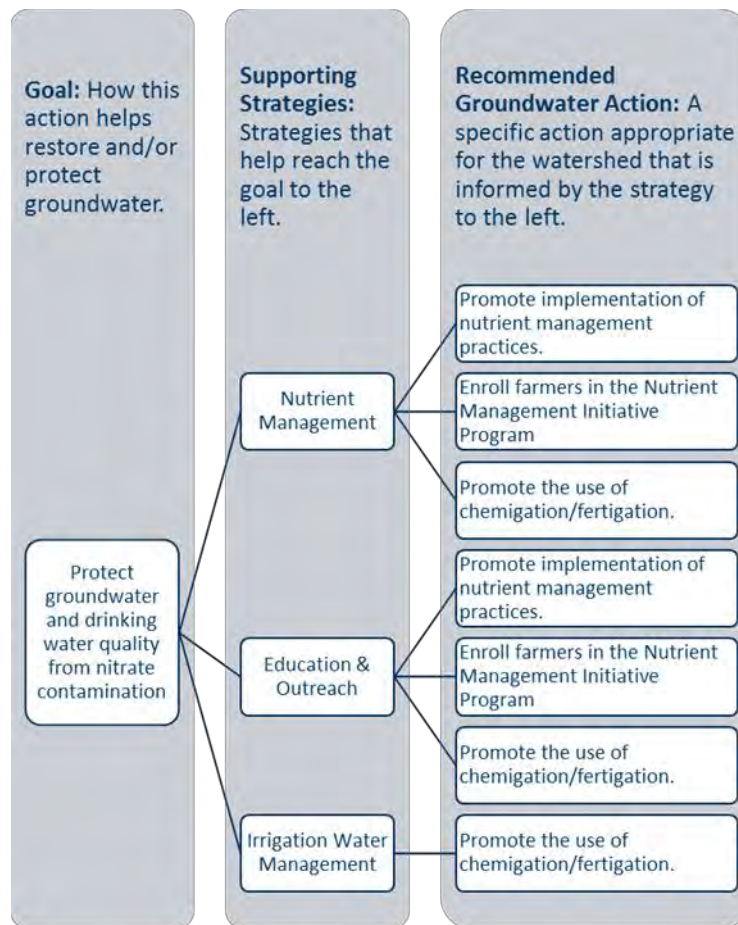 Goal: How this
action helps
restore and/or
protect
groundwater.
Supporting
Strategies:
Strategies that
help reach the
goal to the
left.
Recommended
Groundwater Action: A
specific action appropriate
for the watershed that is
informed by the strategy
to the left.
Protect
groundwater
and drinking
water quality
from nitrate
contamination
Nutrient
Management
Promote implementation of
nutrient management
practices.
Enroll farmers in the Nutrient
Management Initiative
Program
Promote the use of
chemigation/fertigation.
Education &
Outreach
Promote implementation of
nutrient management
practices.
Enroll farmers in the Nutrient
Management Initiative
Program
Promote the use of
chemigation/fertigation.
Irrigation Water
Management
Promote the use of
chemigation/fertigation.